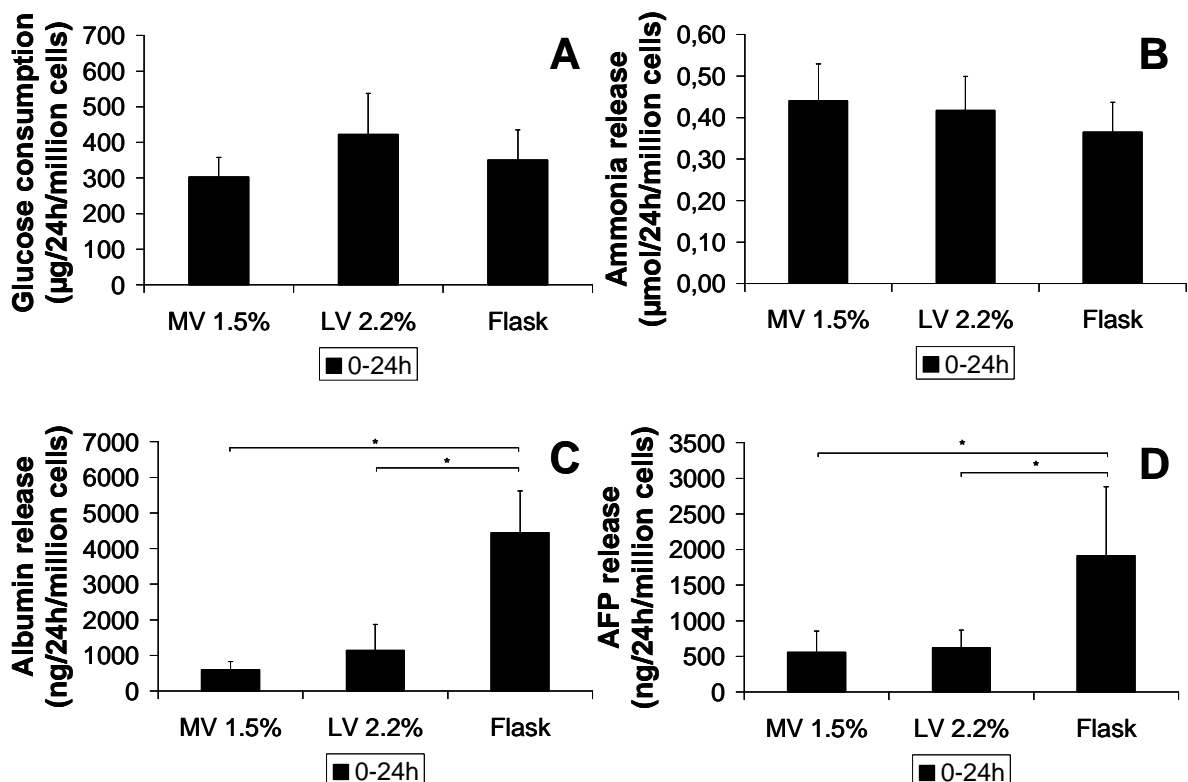 A
Glucose consumption
(µg/24h/million cells)
700
600
500
400
300
200
100
0
MV 1.5% LV 2.2% Flask
0-24h
B
Ammonia release
(µmol/24h/million cells)
0,60
0,50
0,40
0,30
0,20
0,10
0,00
MV 1.5% LV 2.2% Flask
0-24h
C
Albumin release
(ng/24h/million cells)
7000
6000
5000
4000
3000
2000
1000
0
*
*
MV 1.5% LV 2.2% Flask
0-24h
D
AFP release
(ng/24h/million cells)
3500
3000
2500
2000
1500
1000
500
0
*
*
MV 1.5% LV 2.2% Flask
0-24h